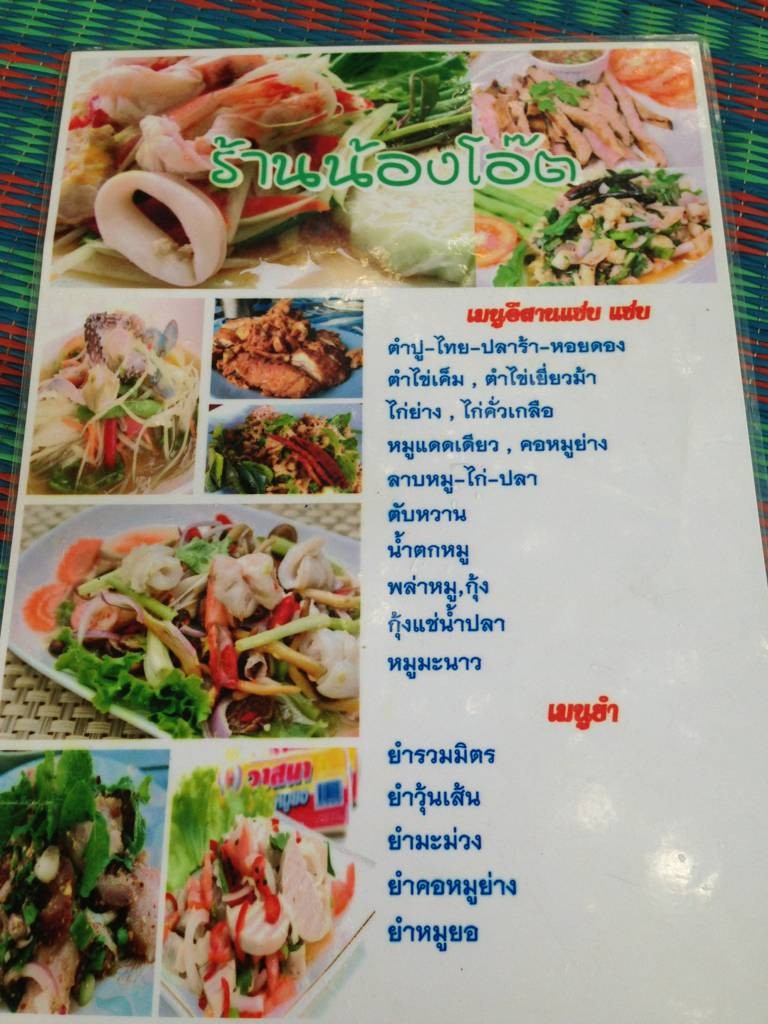 ร้านน้องโอ๊ต
เมนูอีสานแซ่บ แซ่บ
ตำปู-ไทย-ปลาร้า-หอยดอง
ตำไข่เค็ม , ตำไข่เยี่ยวม้า
ไก่ย่าง , ไก่คั่วเกลือ
หมูแดดเดียว , คอหมูย่าง
ลาบหมู-ไก่-ปลา
ตับหวาน
น้ำตกหมู
พล่าหมู,กุ้ง
กุ้งแช่น้ำปลา
หมูมะนาว
เมนูยำ
ยำรวมมิตร
ยำวุ้นเส้น
ยำมะม่วง
ยำคอหมูย่าง
ยำหมูยอ
วาสนา